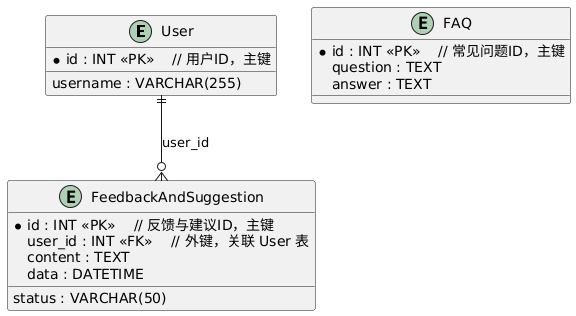 E User
id : INT «PK» // 用户ID，主键
username : VARCHAR(255)
E FAQ
id : INT «PK» // 常见问题ID，主键
question : TEXT
answer : TEXT
user_id
E FeedbackAndSuggestion
id : INT «PK» // 反馈与建议ID，主键
user_id : INT «FK» // 外键，关联 User 表
content : TEXT
data : DATETIME
status : VARCHAR(50)